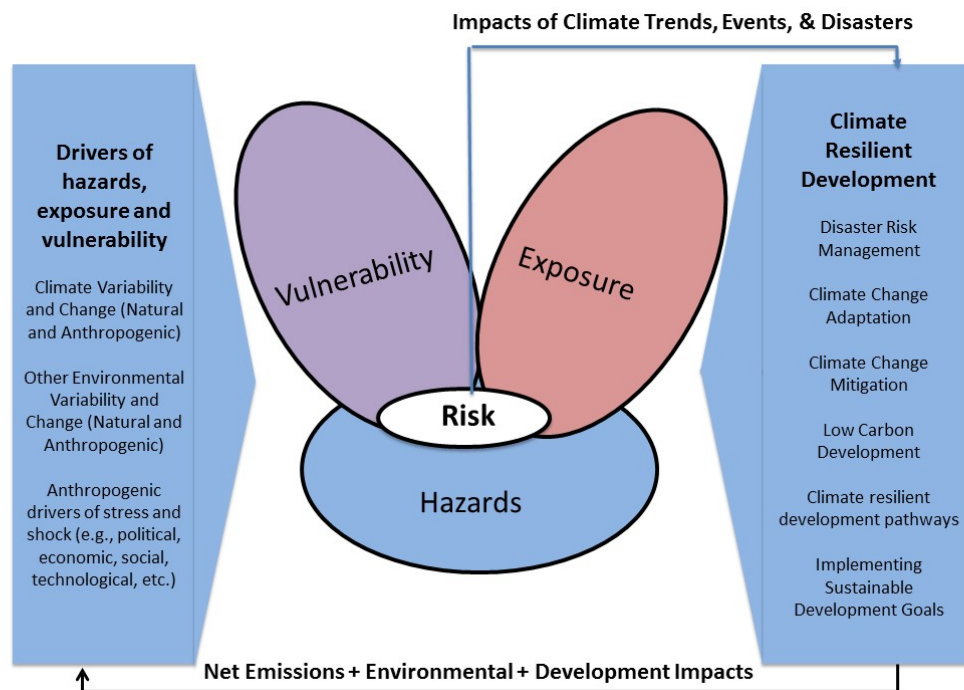 Impacts of Climate Trends, Events, & Disasters
Drivers of
hazards,
exposure and
vulnerability
Climate Variability
and Change (Natural
and Anthropogenic)
Other Environmental
Variability and
Change (Natural and
Anthropogenic)
Anthropogenic
drivers of stress and
shock (e.g., political,
economic, social,
technological, etc.)
Vulnerability
Exposure
Risk
Hazards
Climate
Resilient
Development
Disaster Risk
Management
Climate Change
Adaptation
Climate Change
Mitigation
Low Carbon
Development
Climate resilient
development pathways
Implementing
Sustainable
Development Goals
Net Emissions + Environmental + Development Impacts